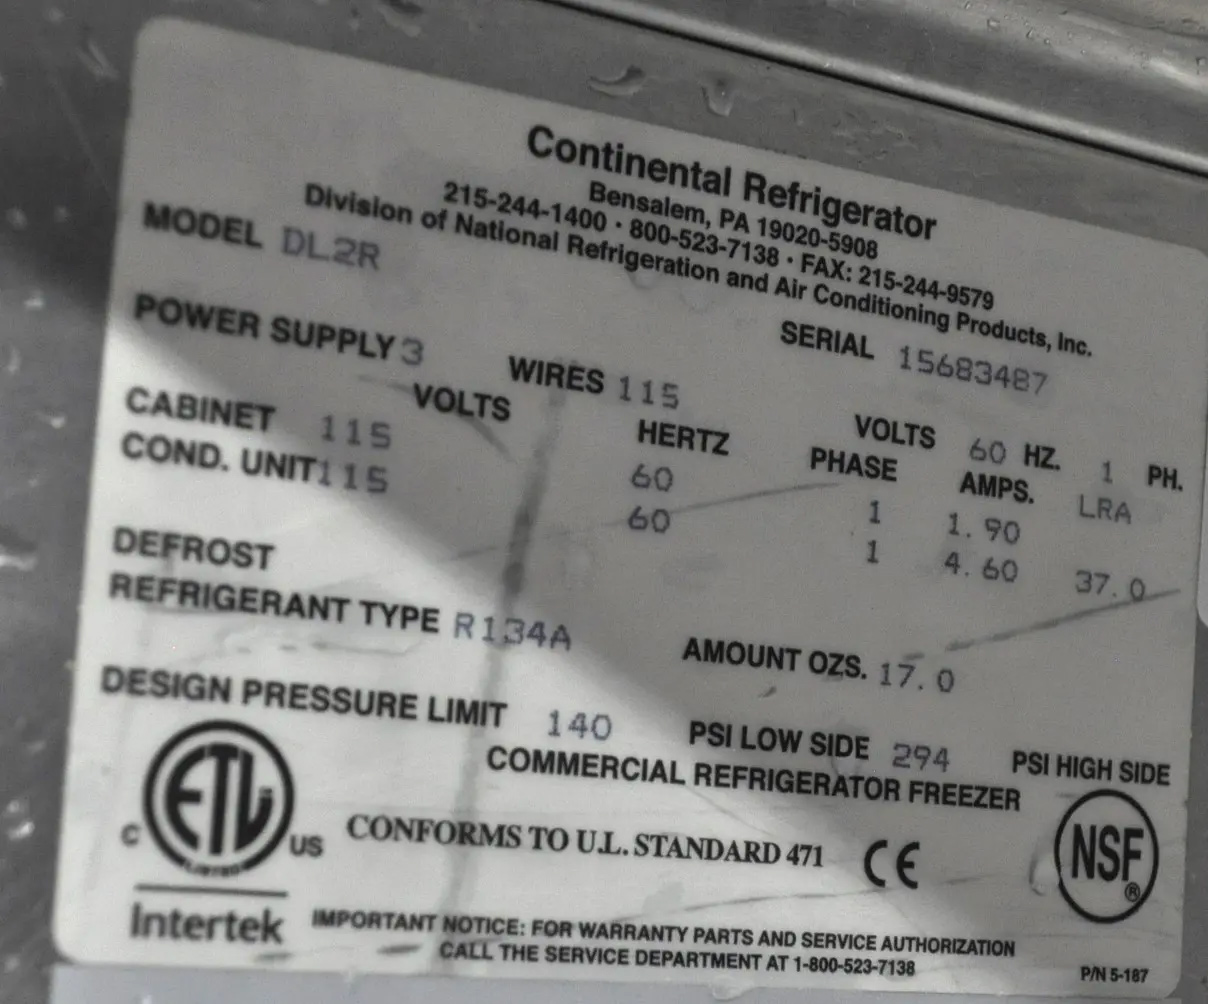 Continental Refrigerator
Bensalem, PA 19020-5908
215-244-1400 · 800-523-7138 · FAX: 215-244-9579
Division of National Refrigeration and Air Conditioning Products, Inc.
MODEL DL2R SERIAL 15683487
POWER SUPPLY 3 WIRES 115 VOLTS 60 HZ. 1 PH.
VOLTS HERTZ PHASE AMPS. LRA
CABINET 115 60 1 1.90
COND. UNIT 115 60 1 4.60 37.0
DEFROST
REFRIGERANT TYPE R134A AMOUNT OZS. 17.0
DESIGN PRESSURE LIMIT 140 PSI LOW SIDE 294 PSI HIGH SIDE
COMMERCIAL REFRIGERATOR FREEZER
C ETL US
LISTED
Intertek
CONFORMS TO U.L. STANDARD 471 CE
NSF®
IMPORTANT NOTICE: FOR WARRANTY PARTS AND SERVICE AUTHORIZATION
CALL THE SERVICE DEPARTMENT AT 1-800-523-7138
P/N 5-187